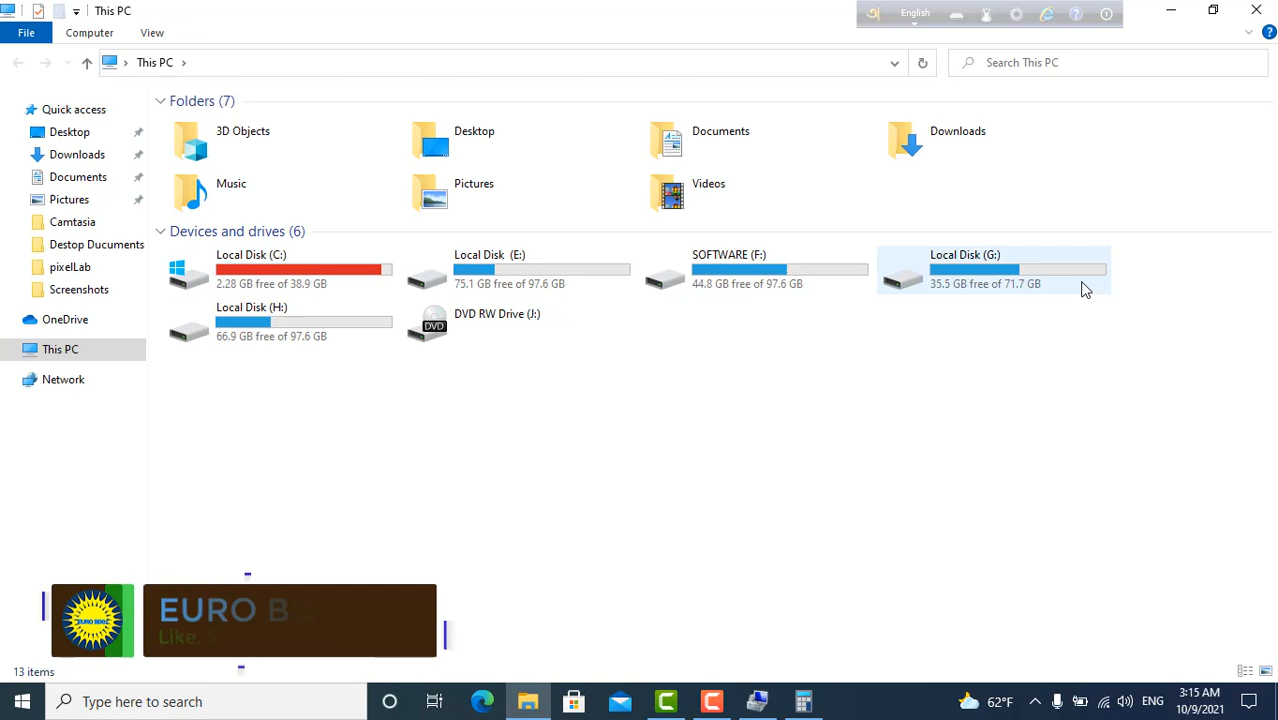 This PC
English
File
Computer
View
This PC
Search This PC
Quick access
Desktop
Downloads
Documents
Pictures
Camtasia
Destop Ducuments
pixelLab
Screenshots
OneDrive
This PC
Network
Folders (7)
3D Objects
Desktop
Documents
Downloads
Music
Pictures
Videos
Devices and drives (6)
Local Disk (C:)
2.28 GB free of 38.9 GB
Local Disk (E:)
75.1 GB free of 97.6 GB
SOFTWARE (F:)
44.8 GB free of 97.6 GB
Local Disk (G:)
35.5 GB free of 71.7 GB
Local Disk (H:)
66.9 GB free of 97.6 GB
DVD
DVD RW Drive (J:)
EURO BDG
EURO
Like,
13 items
Type here to search
62°F
ENG
3:15 AM
10/9/2021